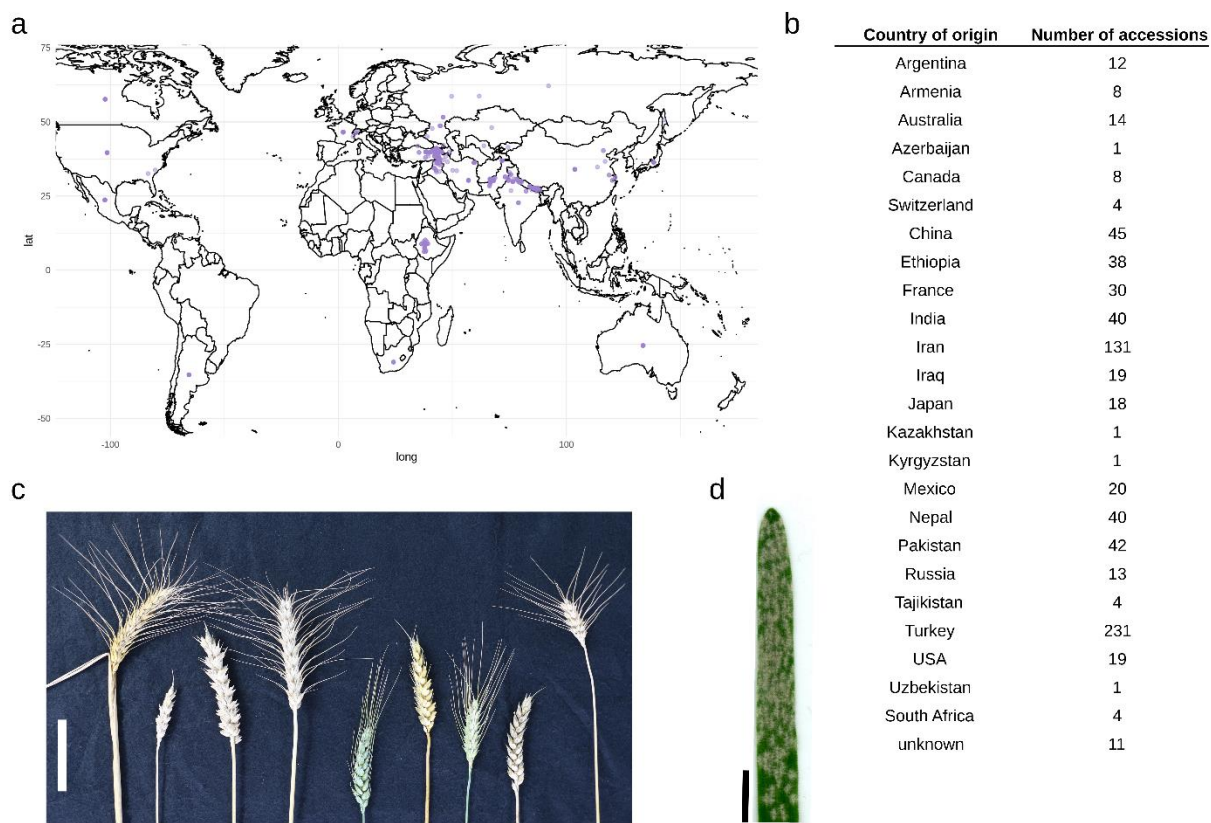 a
75
50
25
0
-25
-50
lat
-100
0
100
long
b
Country of origin Number of accessions
Argentina 12
Armenia 8
Australia 14
Azerbaijan 1
Canada 8
Switzerland 4
China 45
Ethiopia 38
France 30
India 40
Iran 131
Iraq 19
Japan 18
Kazakhstan 1
Kyrgyzstan 1
Mexico 20
Nepal 40
Pakistan 42
Russia 13
Tajikistan 4
Turkey 231
USA 19
Uzbekistan 1
South Africa 4
unknown 11
c
d